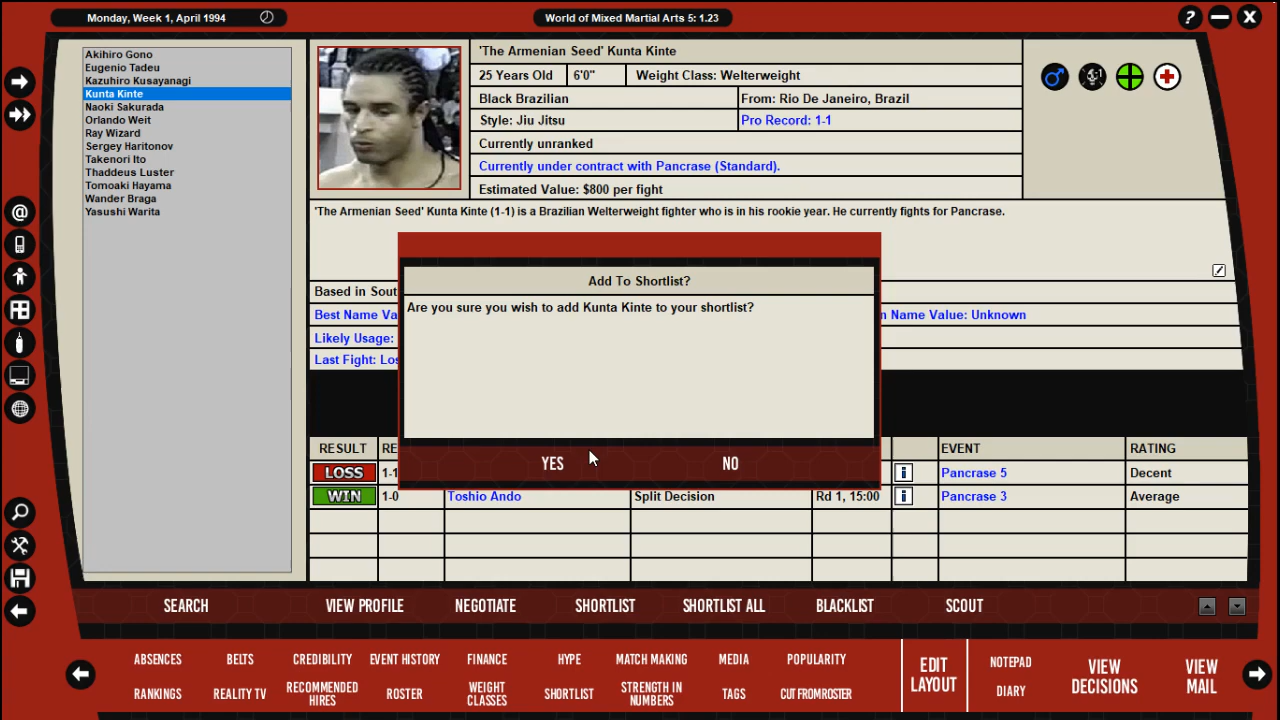 Monday, Week 1, April 1994
World of Mixed Martial Arts 5: 1.23
?
Akihiro Gono
Eugenio Tadeu
Kazuhiro Kusayanagi
Kunta Kinte
Naoki Sakurada
Orlando Weit
Ray Wizard
Sergey Haritonov
Takenori Ito
Thaddeus Luster
Tomoaki Hayama
Wander Braga
Yasushi Warita
'The Armenian Seed' Kunta Kinte
25 Years Old 6'0" Weight Class: Welterweight
Black Brazilian From: Rio De Janeiro, Brazil
Style: Jiu Jitsu Pro Record: 1-1
Currently unranked
Currently under contract with Pancrase (Standard).
Estimated Value: $800 per fight
'The Armenian Seed' Kunta Kinte (1-1) is a Brazilian Welterweight fighter who is in his rookie year. He currently fights for Pancrase.
Based in Sout
Best Name Va n Name Value: Unknown
Likely Usage:
Last Fight: Los
Add To Shortlist?
Are you sure you wish to add Kunta Kinte to your shortlist?
YES NO
RESULT RE EVENT RATING
LOSS 1-1 i Pancrase 5 Decent
WIN 1-0 Toshio Ando Split Decision Rd 1, 15:00 i Pancrase 3 Average
SEARCH VIEW PROFILE NEGOTIATE SHORTLIST SHORTLIST ALL BLACKLIST SCOUT
ABSENCES BELTS CREDIBILITY EVENT HISTORY FINANCE HYPE MATCH MAKING MEDIA POPULARITY
RANKINGS REALITY TV RECOMMENDED HIRES ROSTER WEIGHT CLASSES SHORTLIST STRENGTH IN NUMBERS TAGS CUT FROM ROSTER
EDIT LAYOUT
NOTEPAD
DIARY
VIEW DECISIONS
VIEW MAIL
@